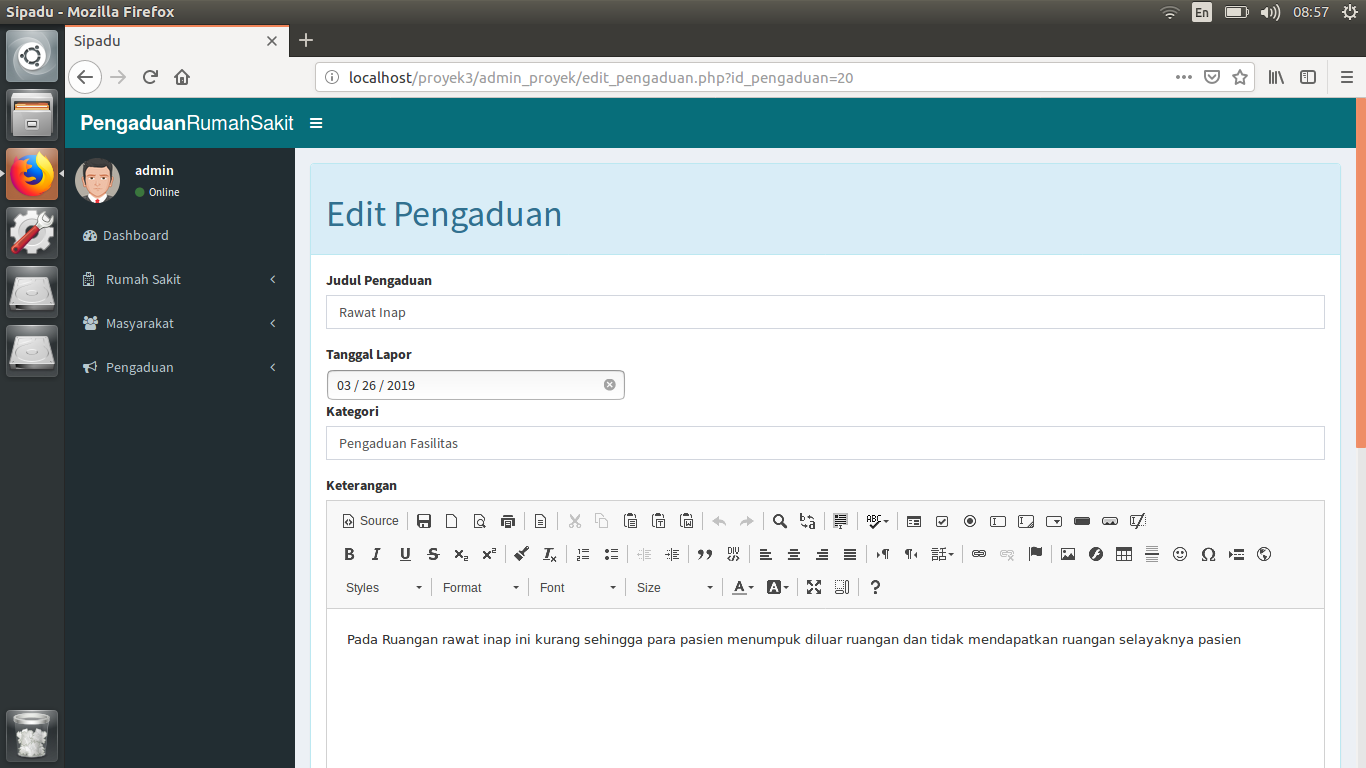 Sipadu - Mozilla Firefox
En
08:57
Sipadu
localhost/proyek3/admin_proyek/edit_pengaduan.php?id_pengaduan=20
PengaduanRumahSakit
admin
Online
Dashboard
Rumah Sakit
Masyarakat
Pengaduan
Edit Pengaduan
Judul Pengaduan
Rawat Inap
Tanggal Lapor
03 / 26 / 2019
Kategori
Pengaduan Fasilitas
Keterangan
Source
Styles Format Font Size
Pada Ruangan rawat inap ini kurang sehingga para pasien menumpuk diluar ruangan dan tidak mendapatkan ruangan selayaknya pasien